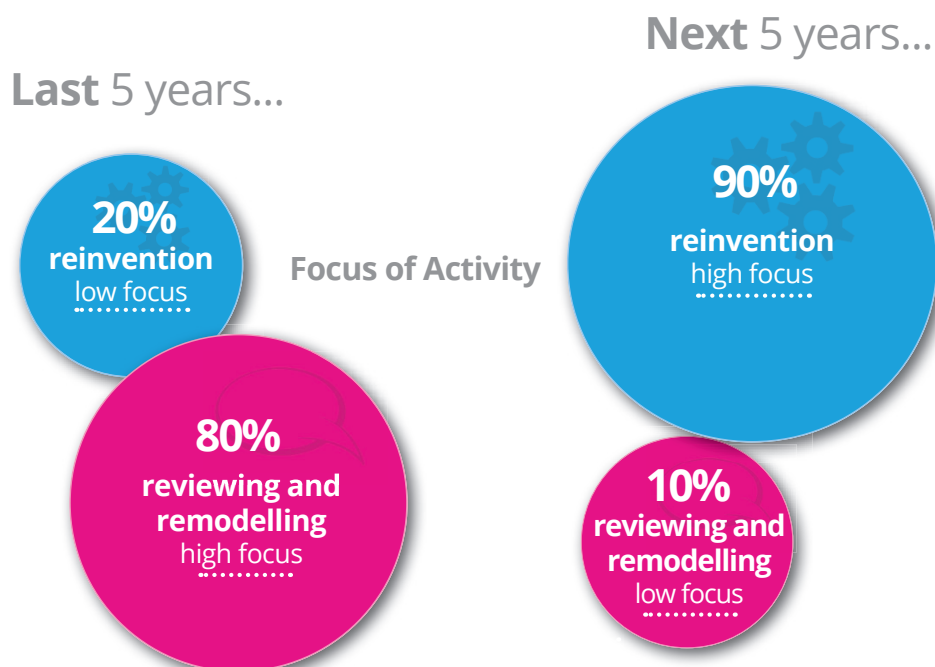 Last 5 years...
20%
reinvention
low focus
80%
reviewing and
remodelling
high focus
Focus of Activity
Next 5 years...
90%
reinvention
high focus
10%
reviewing and
remodelling
low focus